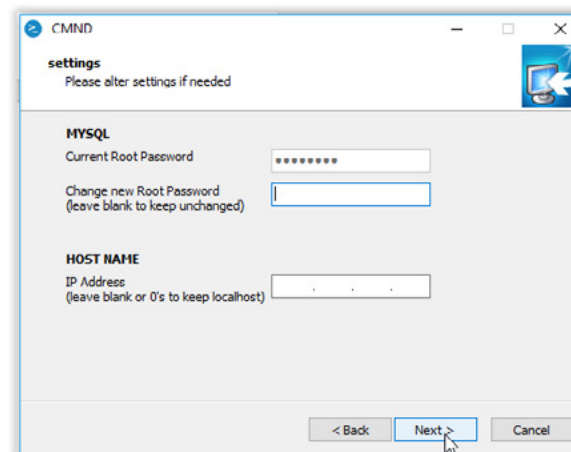 CMND
settings
Please alter settings if needed
MYSQL
Current Root Password
Change new Root Password
(leave blank to keep unchanged)
HOST NAME
IP Address
(leave blank or 0's to keep localhost)
. . .
< Back
Next >
Cancel